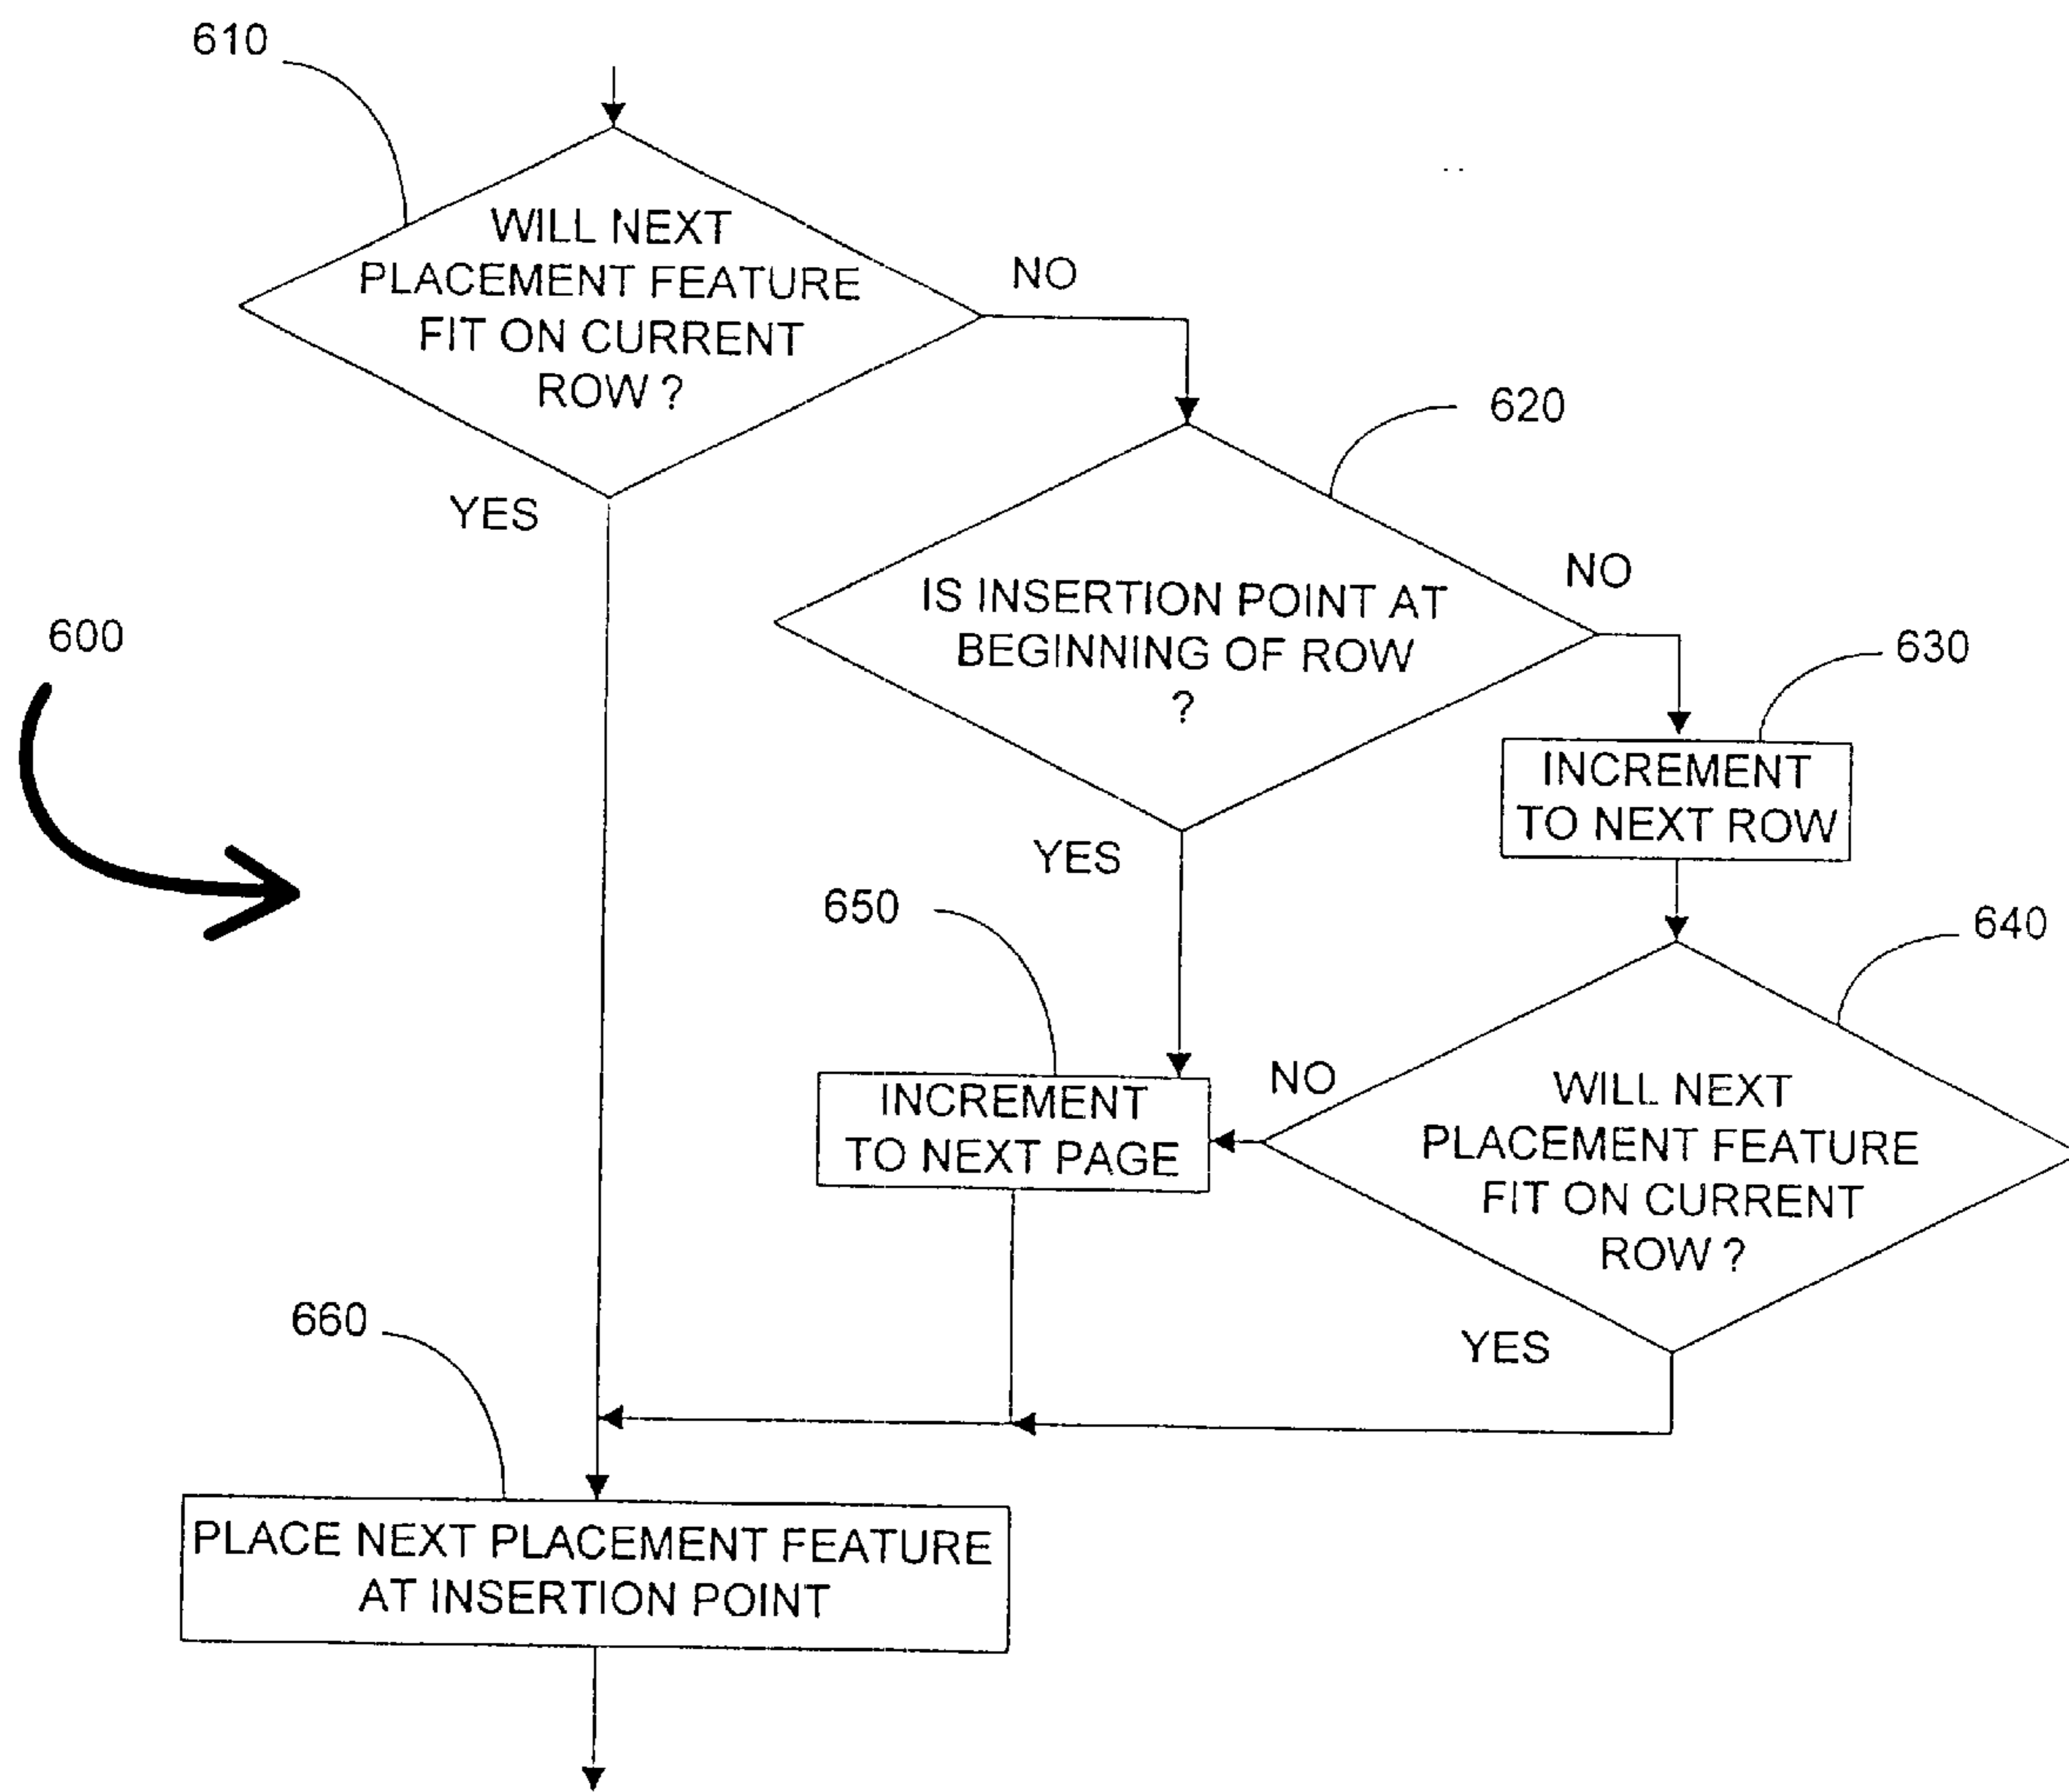 610
WILL NEXT
PLACEMENT FEATURE
FIT ON CURRENT
ROW ?
NO
YES
620
IS INSERTION POINT AT
BEGINNING OF ROW
?
NO
YES
600
630
INCREMENT
TO NEXT ROW
640
WILL NEXT
PLACEMENT FEATURE
FIT ON CURRENT
ROW ?
NO
YES
650
INCREMENT
TO NEXT PAGE
660
PLACE NEXT PLACEMENT FEATURE
AT INSERTION POINT